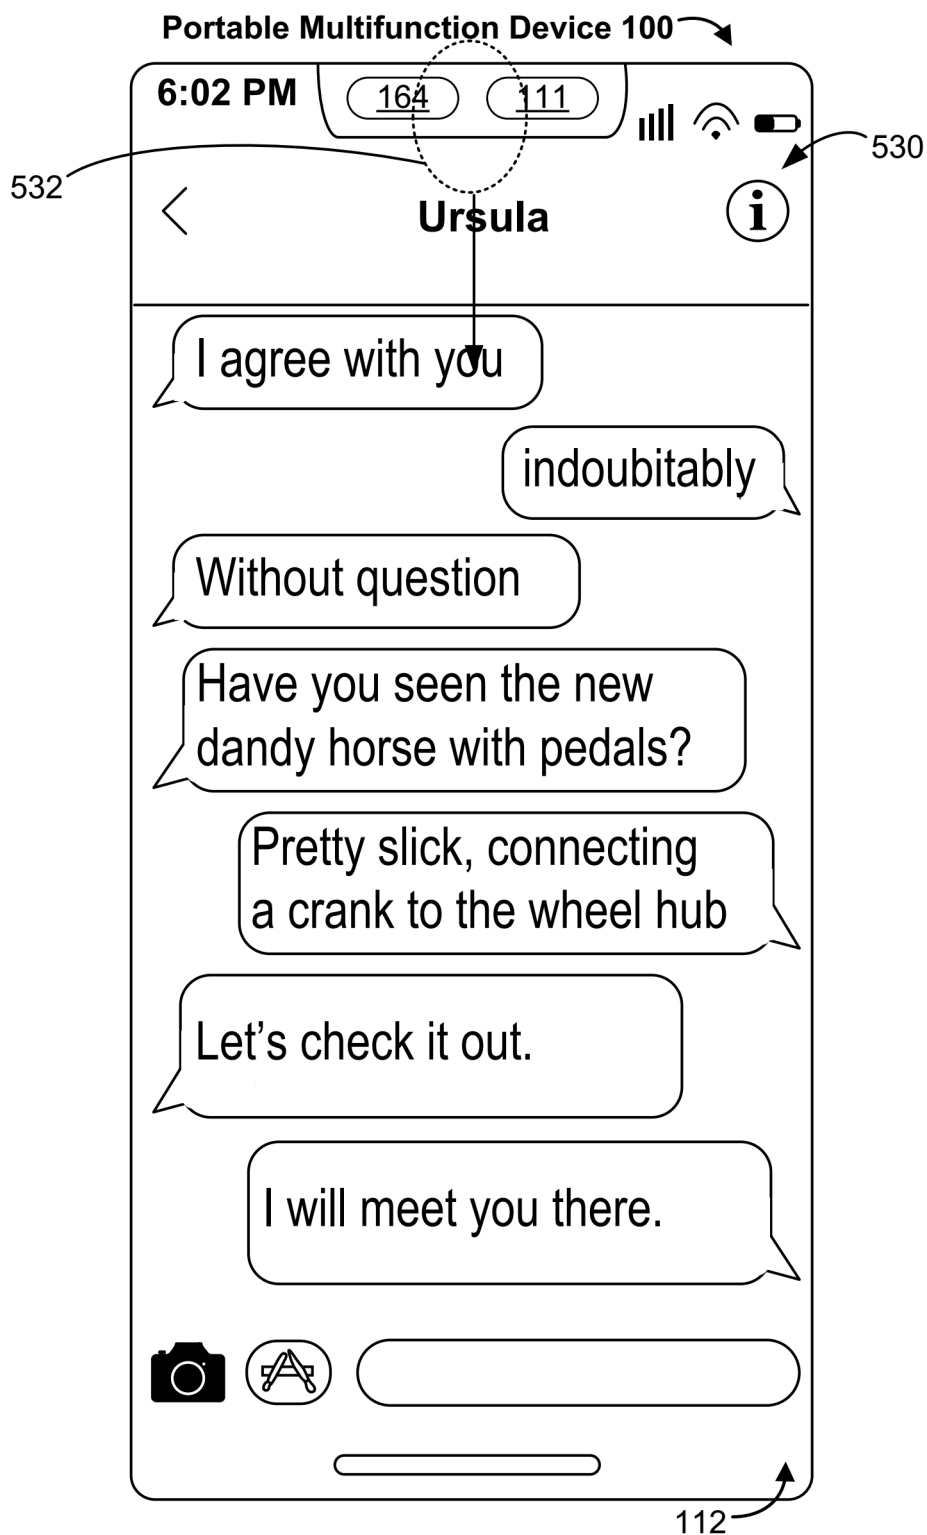 Portable Multifunction Device 100
6:02 PM
164
111
530
532
Ursula
i
I agree with you
indoubitably
Without question
Have you seen the new
dandy horse with pedals?
Pretty slick, connecting
a crank to the wheel hub
Let's check it out.
I will meet you there.
112